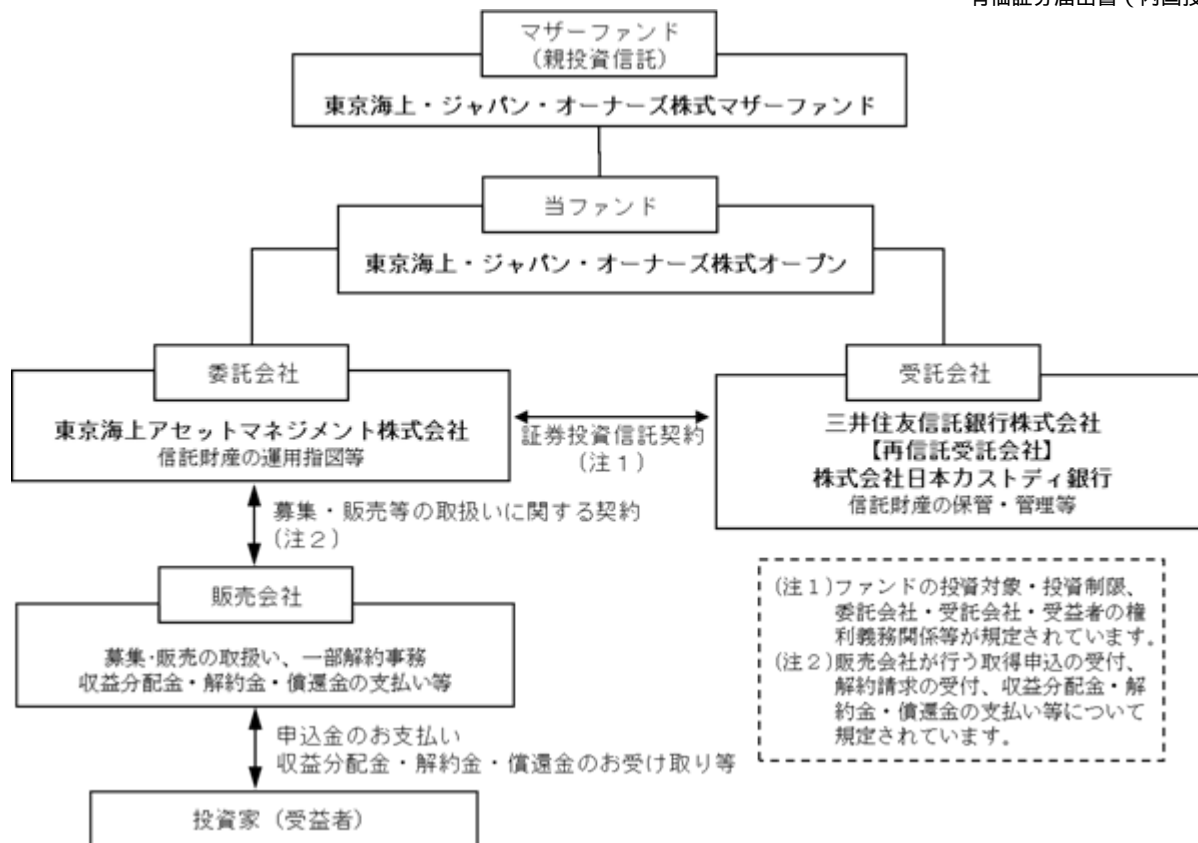 マザーファンド
（親投資信託）
東京海上・ジャパン・オーナーズ株式マザーファンド
当ファンド
東京海上・ジャパン・オーナーズ株式オープン
委託会社
東京海上アセットマネジメント株式会社
信託財産の運用指図等
証券投資信託契約
（注１）
受託会社
三井住友信託銀行株式会社
【再信託受託会社】
株式会社日本カストディ銀行
信託財産の保管・管理等
募集・販売等の取扱いに関する契約
（注２）
販売会社
募集・販売の取扱い、一部解約事務
収益分配金・解約金・償還金の支払い等
申込金のお支払い
収益分配金・解約金・償還金のお受け取り等
投資家（受益者）
(注１)ファンドの投資対象・投資制限、
委託会社・受託会社・受益者の権
利義務関係等が規定されています。
(注２)販売会社が行う取得申込の受付、
解約請求の受付、収益分配金・解
約金・償還金の支払い等について
規定されています。